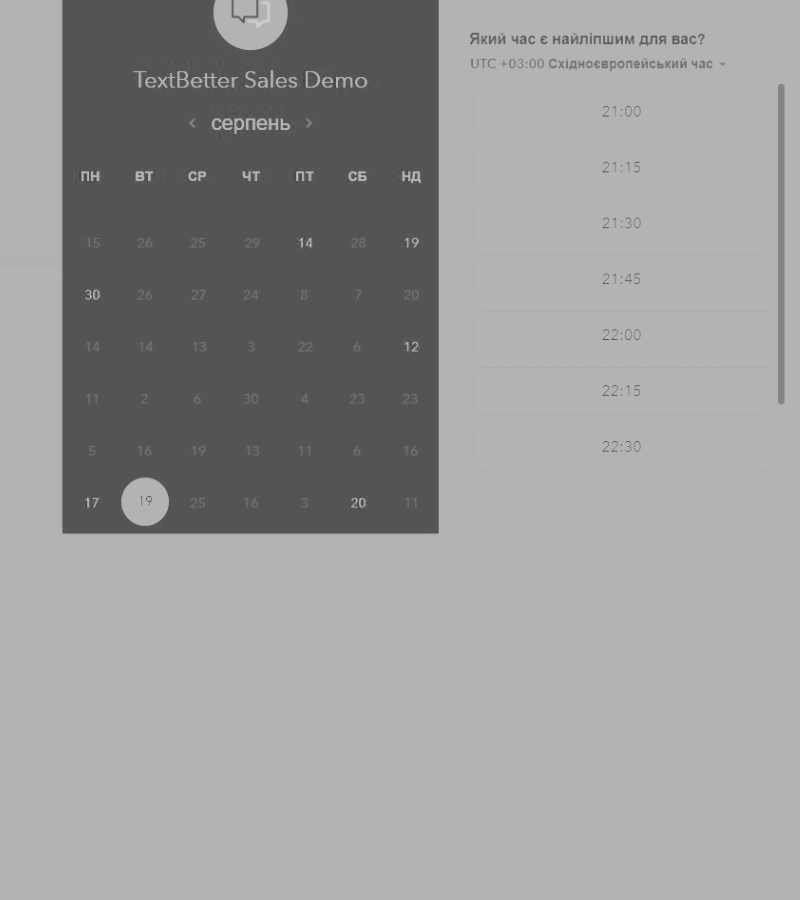 TextBetter Sales Demo
серпень
ПН ВТ СР ЧТ ПТ СБ НД
15 26 25 29 14 28 19
30 26 27 24 8 7 20
14 14 13 3 22 6 12
11 2 6 30 4 23 23
5 16 19 13 11 6 16
17 19 25 16 3 20 11
Який час є найліпшим для вас?
UTC +03:00 Східноєвропейський час
21:00
21:15
21:30
21:45
22:00
22:15
22:30